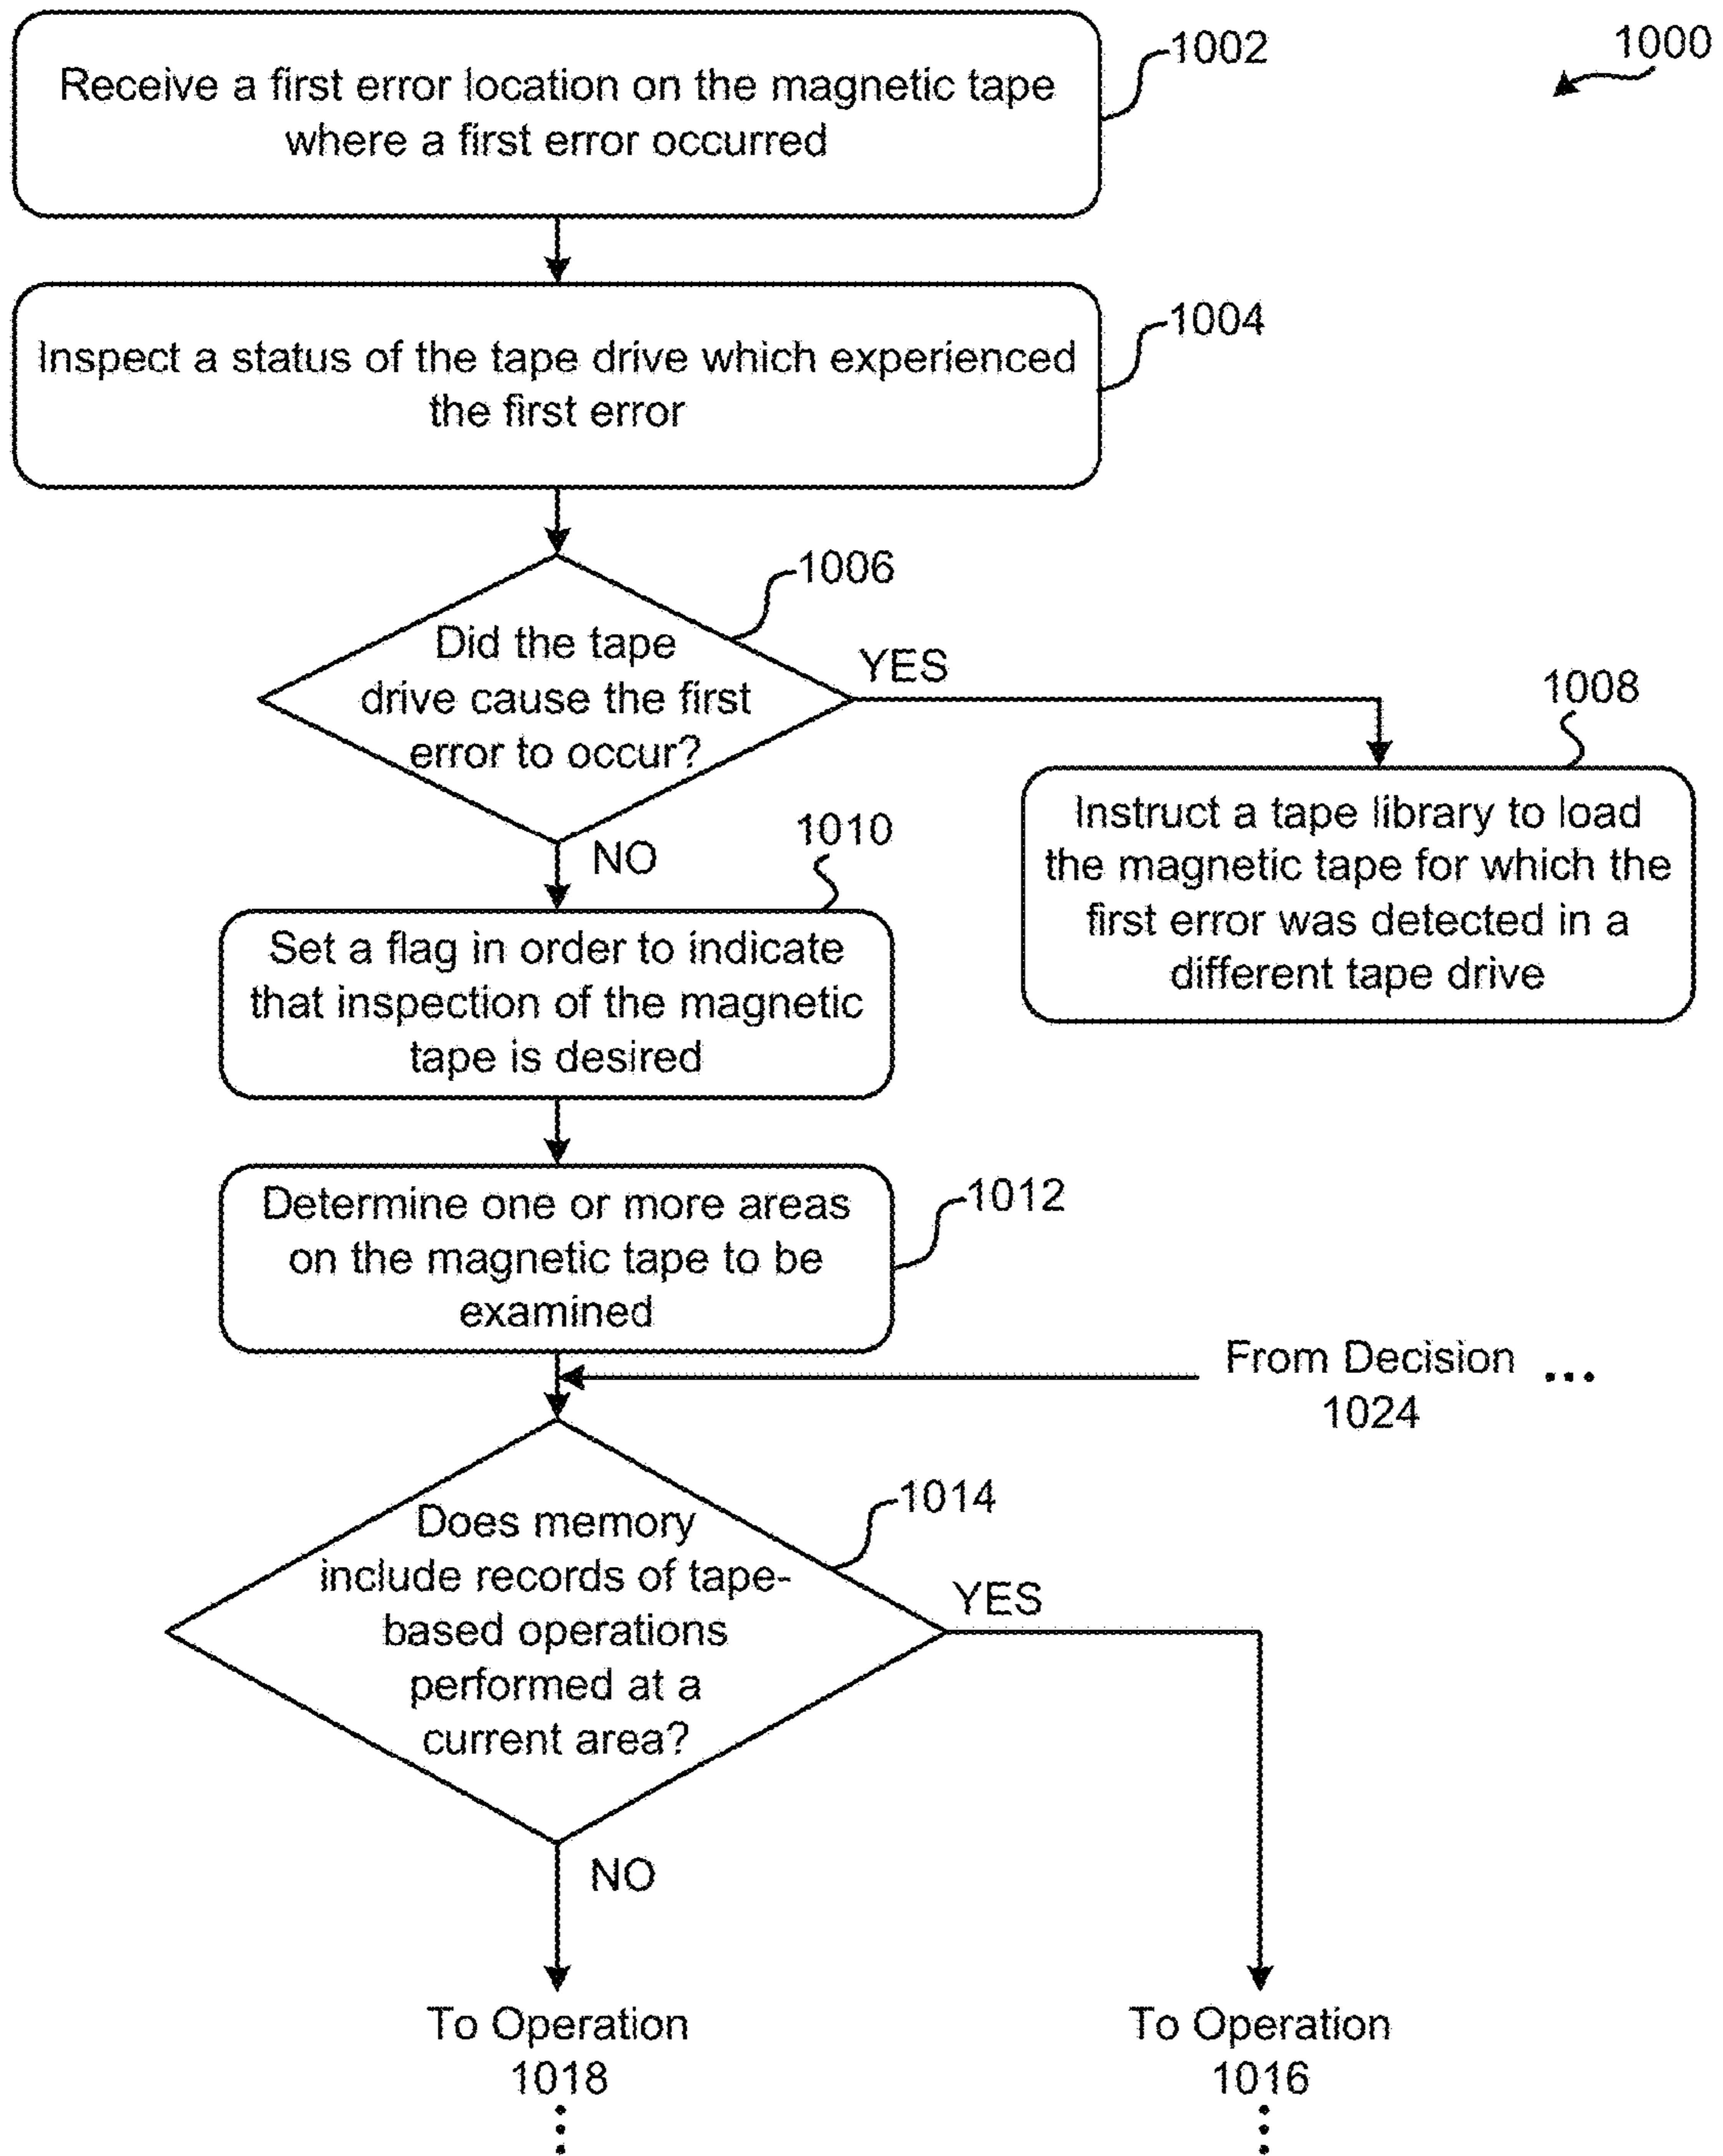 1000
Receive a first error location on the magnetic tape
where a first error occurred
1002
Inspect a status of the tape drive which experienced
the first error
1004
Did the tape
drive cause the first
error to occur?
1006
YES
NO
1008
Instruct a tape library to load
the magnetic tape for which the
first error was detected in a
different tape drive
1010
Set a flag in order to indicate
that inspection of the magnetic
tape is desired
Determine one or more areas
on the magnetic tape to be
examined
1012
From Decision ...
1024
Does memory
include records of tape-
based operations
performed at a
current area?
1014
YES
NO
To Operation
1018
To Operation
1016